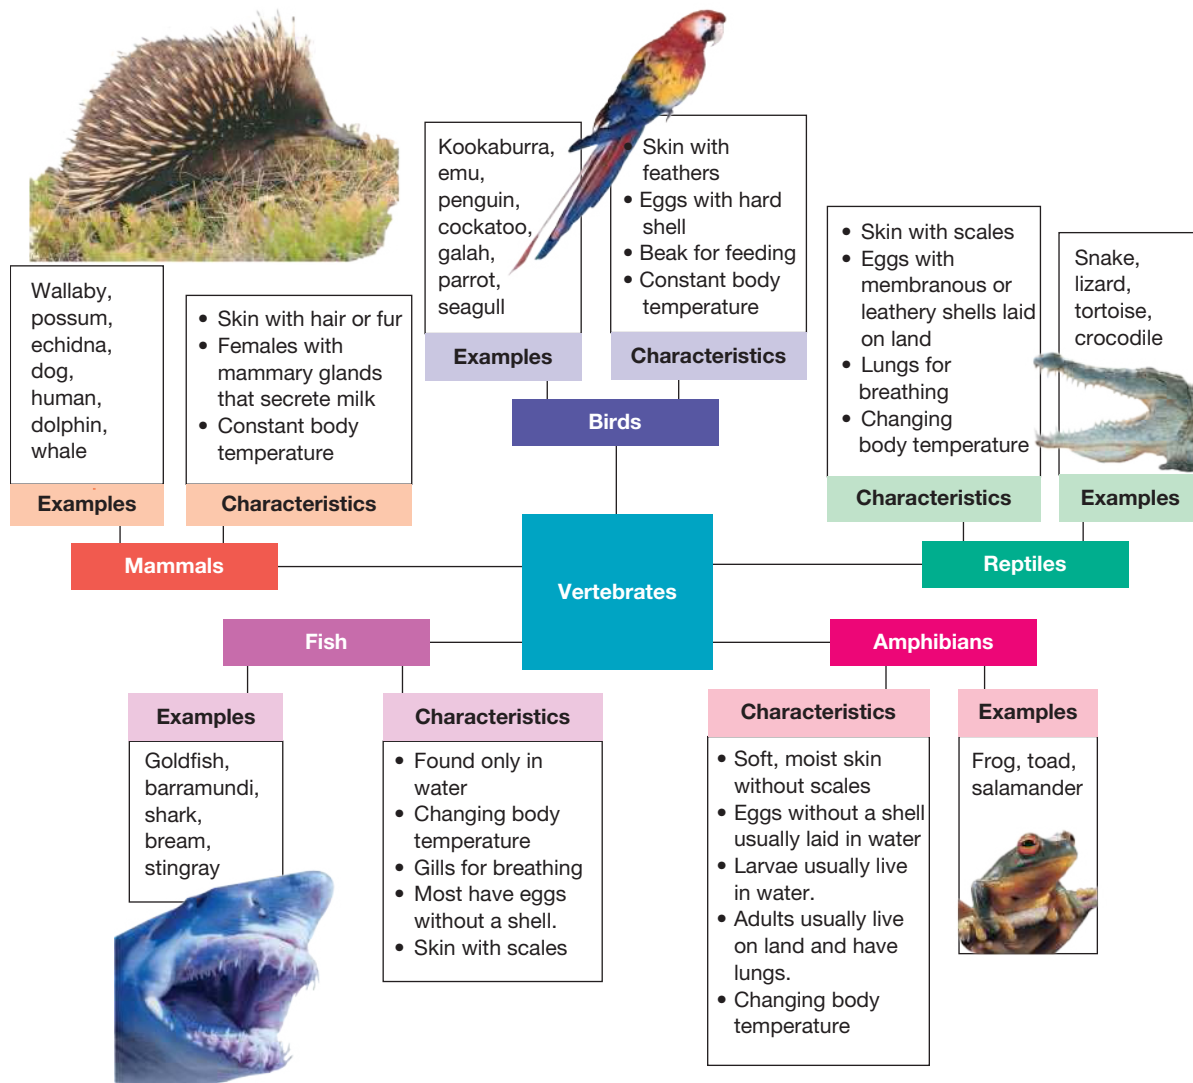 Kookaburra,
emu,
penguin,
cockatoo,
galah,
parrot,
seagull
Examples
• Skin with
feathers
• Eggs with hard
shell
• Beak for feeding
• Constant body
temperature
Characteristics
Birds
• Skin with scales
• Eggs with
membranous or
leathery shells laid
on land
• Lungs for
breathing
• Changing
body temperature
Characteristics
Snake,
lizard,
tortoise,
crocodile
Examples
Reptiles
Wallaby,
possum,
echidna,
dog,
human,
dolphin,
whale
Examples
• Skin with hair or fur
• Females with
mammary glands
that secrete milk
• Constant body
temperature
Characteristics
Mammals
Vertebrates
Fish
Examples
Goldfish,
barramundi,
shark,
bream,
stingray
Characteristics
• Found only in
water
• Changing body
temperature
• Gills for breathing
• Most have eggs
without a shell.
• Skin with scales
Amphibians
Characteristics
• Soft, moist skin
without scales
• Eggs without a shell
usually laid in water
• Larvae usually live
in water.
• Adults usually live
on land and have
lungs.
• Changing body
temperature
Examples
Frog, toad,
salamander